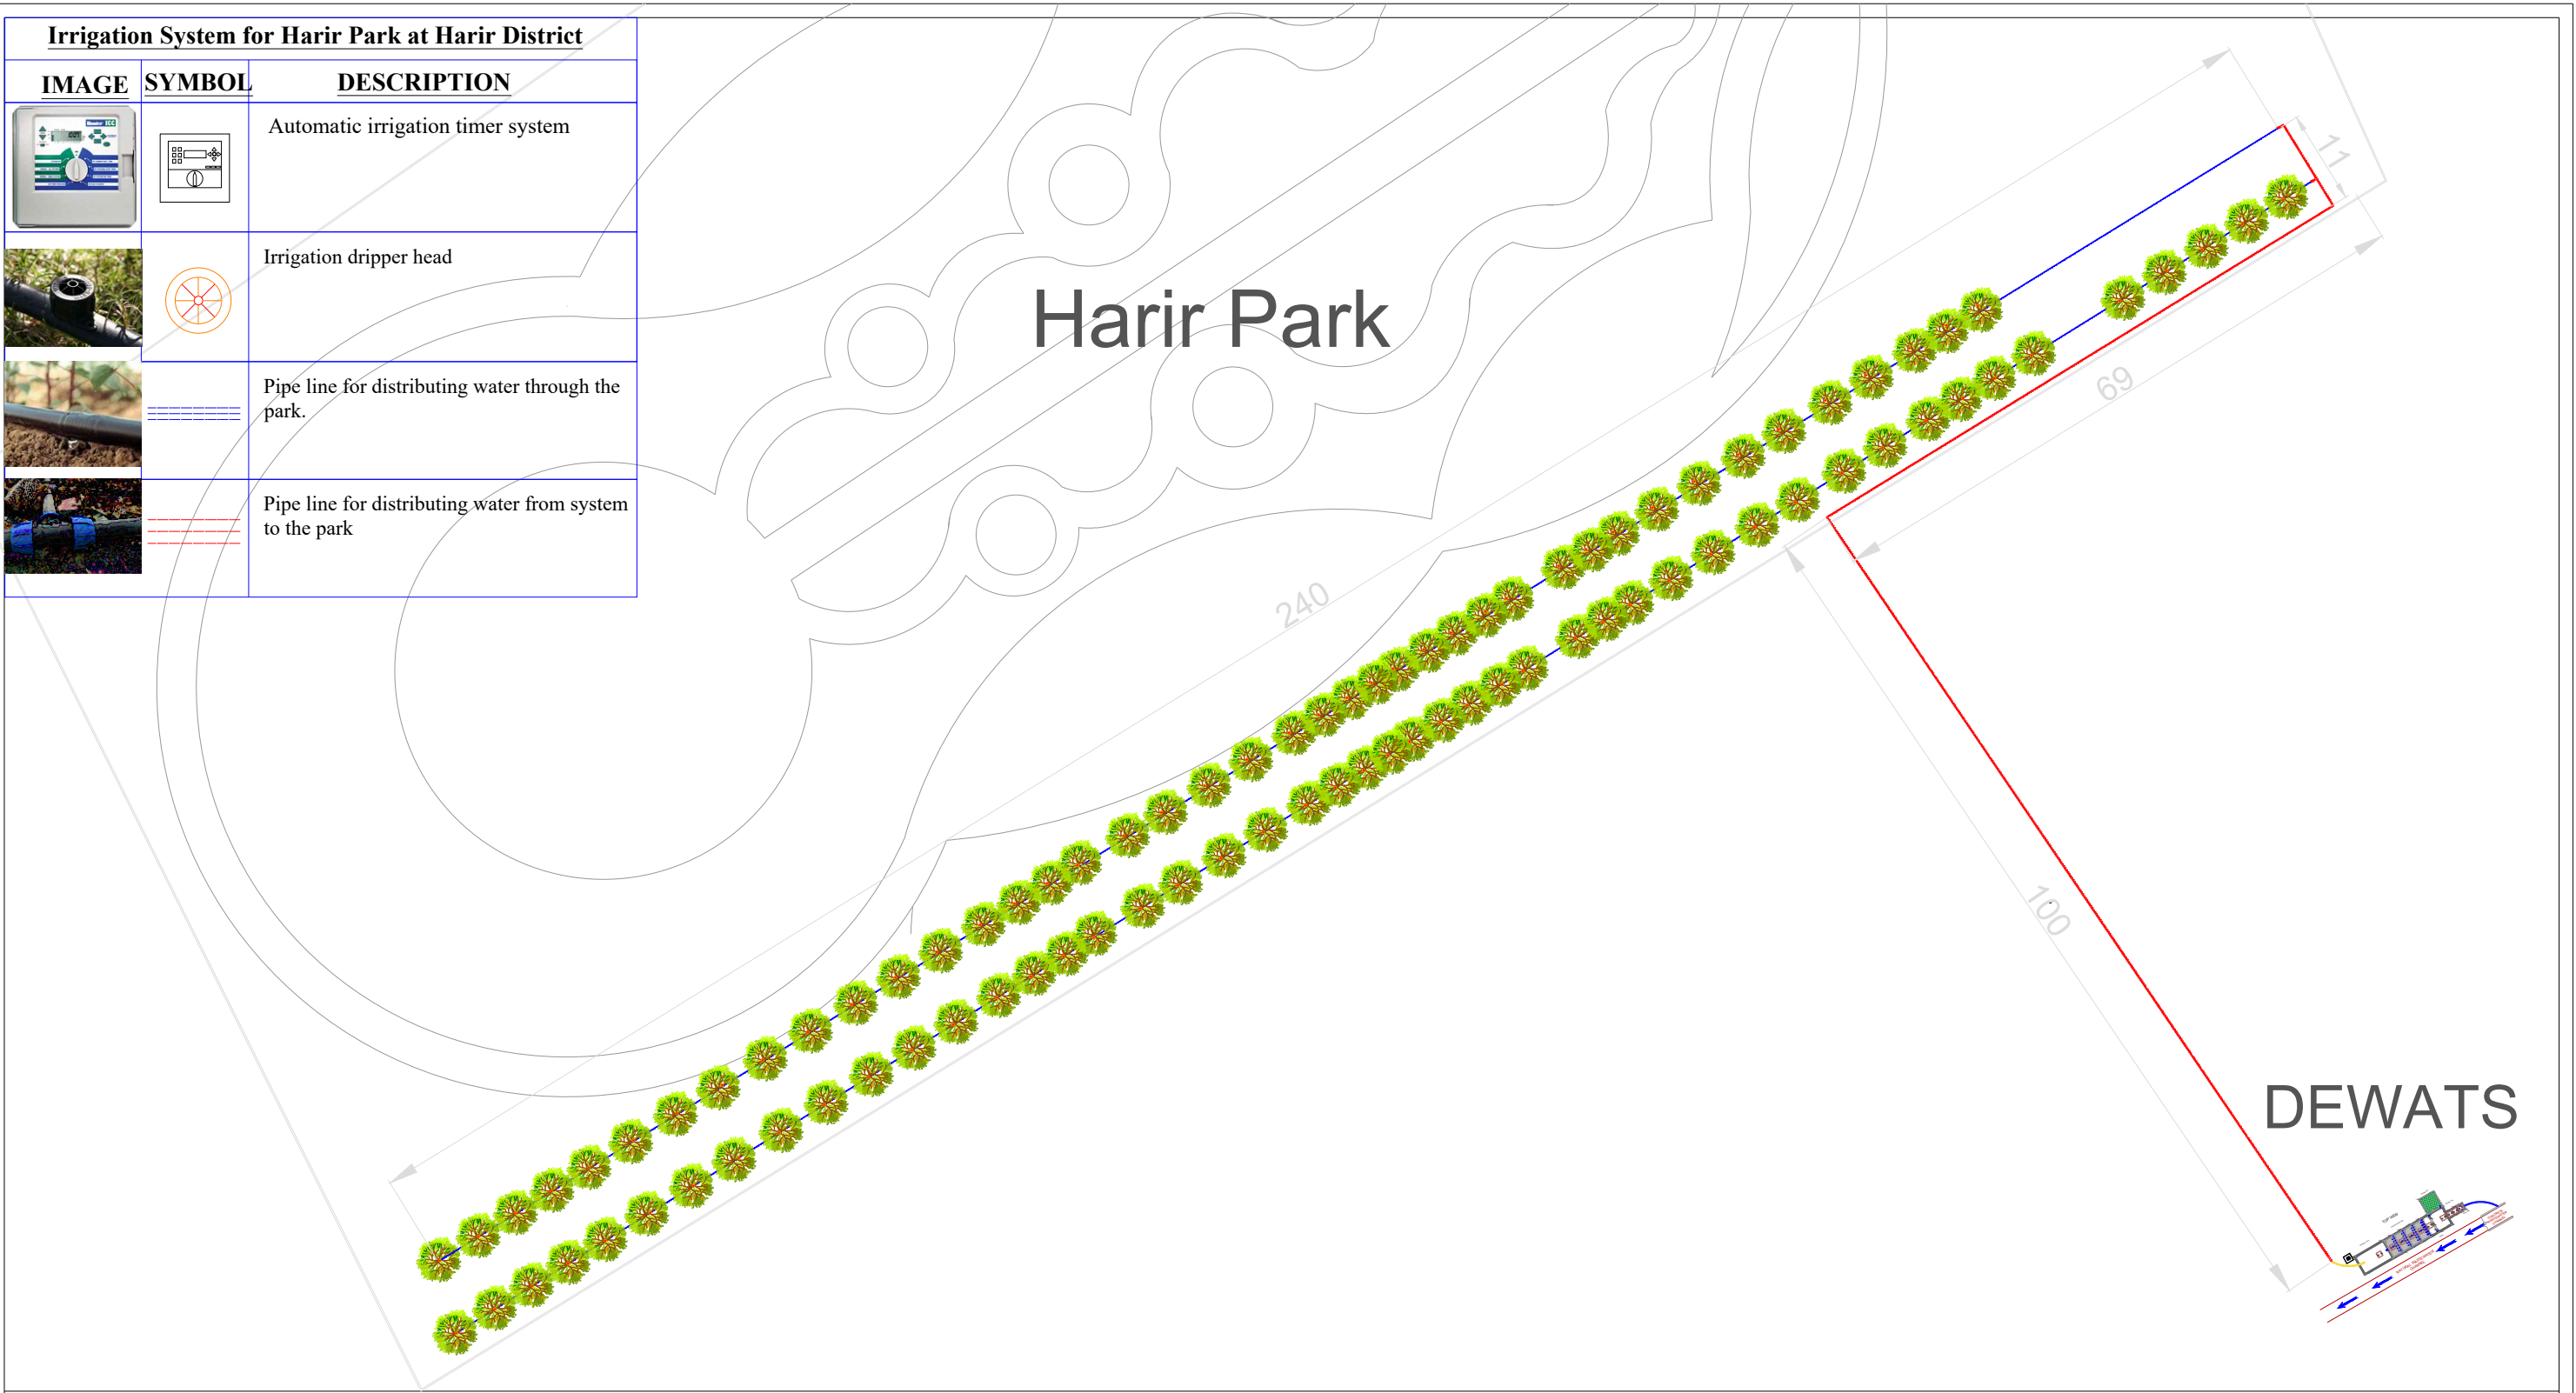 Irrigation System for Harir Park at Harir District
IMAGE SYMBOL DESCRIPTION
Automatic irrigation timer system
Irrigation dripper head
Pipe line for distributing water through the
park.
Pipe line for distributing water from system
to the park
Harir Park
11
69
240
100
DEWATS